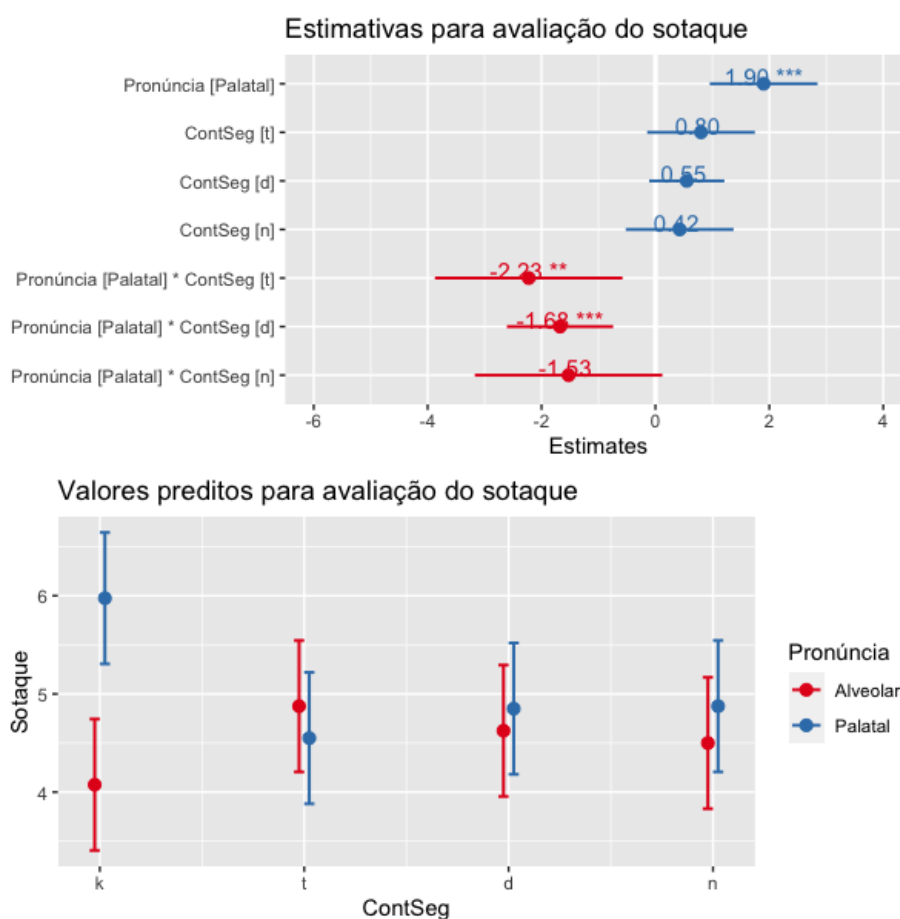 Estimativas para avaliação do sotaque
Pronúncia [Palatal]
1.90 ***
ContSeg [t]
0.80
ContSeg [d]
0.55
ContSeg [n]
0.42
Pronúncia [Palatal] * ContSeg [t]
-2.23 **
Pronúncia [Palatal] * ContSeg [d]
-1.68 ***
Pronúncia [Palatal] * ContSeg [n]
-1.53
-6 -4 -2 0 2 4
Estimates
Valores preditos para avaliação do sotaque
Sotaque
6
5
4
k t d n
ContSeg
Pronúncia
Alveolar
Palatal